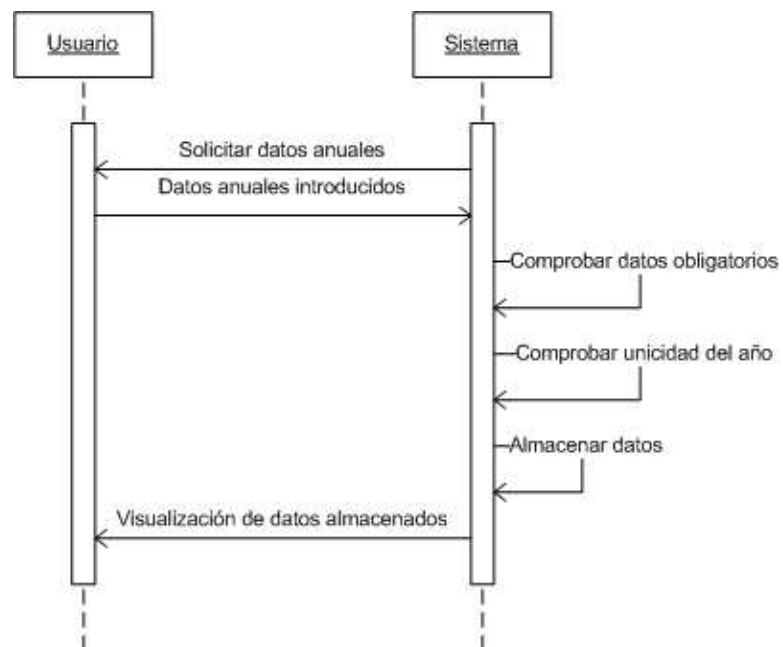 Usuario
Sistema
Solicitar datos anuales
Datos anuales introducidos
Comprobar datos obligatorios
Comprobar unicidad del año
Almacenar datos
Visualización de datos almacenados